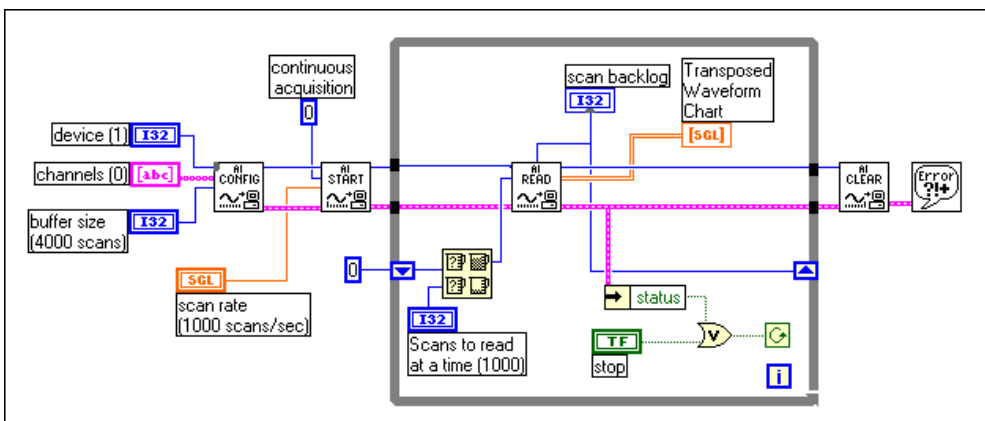 continuous
acquisition
0
device (1)
I32
channels (0)
[abc]
buffer size
(4000 scans)
I32
SGL
scan rate
(1000 scans/sec)
AI
CONFIG
AI
START
scan backlog
I32
Transposed
Waveform
Chart
[SGL]
AI
READ
AI
CLEAR
Error
?!+
0
?
?
I32
Scans to read
at a time (1000)
status
TF
stop
V
i